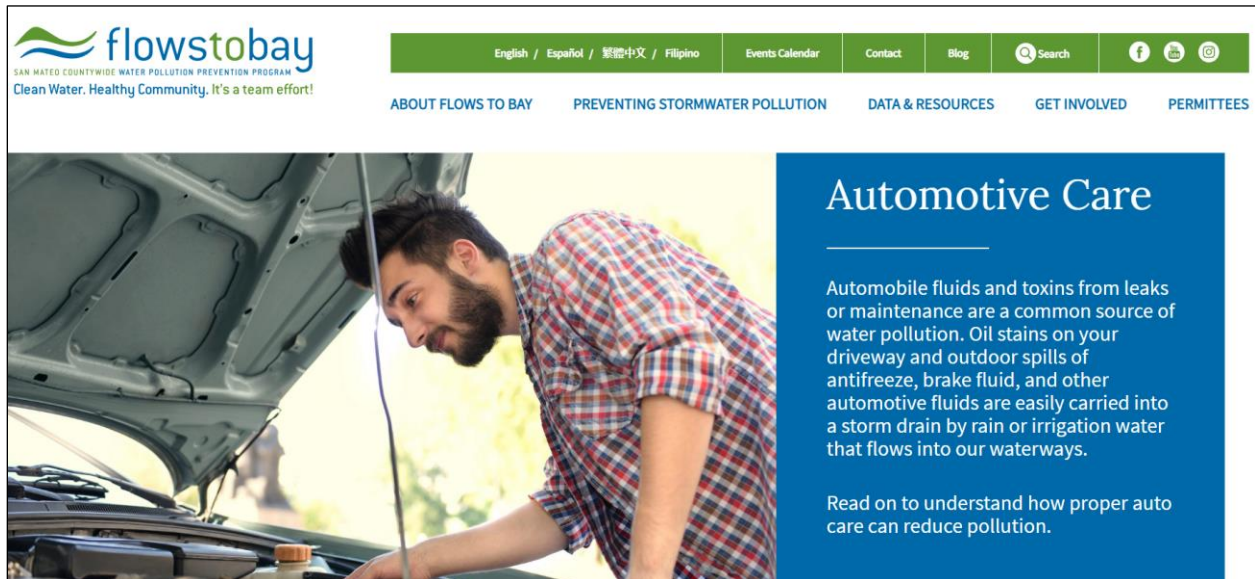 flowstobay
SAN MATEO COUNTYWIDE WATER POLLUTION PREVENTION PROGRAM
Clean Water. Healthy Community. It's a team effort!
English / Español / 繁體中文 / Filipino
Events Calendar
Contact
Blog
Search
ABOUT FLOWS TO BAY
PREVENTING STORMWATER POLLUTION
DATA & RESOURCES
GET INVOLVED
PERMITTEES
Automotive Care
Automobile fluids and toxins from leaks
or maintenance are a common source of
water pollution. Oil stains on your
driveway and outdoor spills of
antifreeze, brake fluid, and other
automotive fluids are easily carried into
a storm drain by rain or irrigation water
that flows into our waterways.
Read on to understand how proper auto
care can reduce pollution.